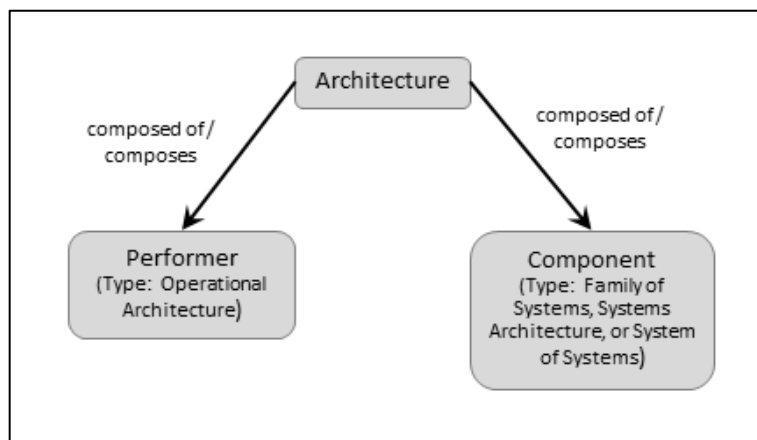 Architecture
composed of/
composes
composed of/
composes
Performer
(Type: Operational
Architecture)
Component
(Type: Family of
Systems, Systems
Architecture, or System
of Systems)